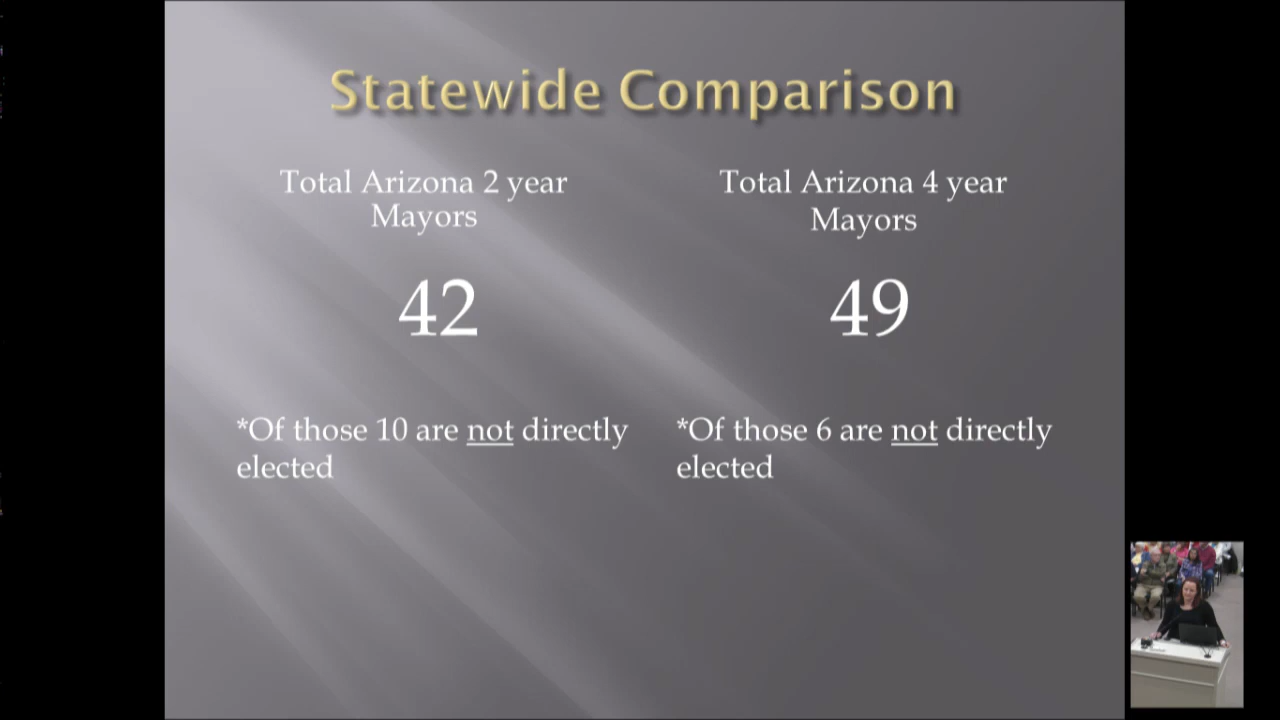 Statewide Comparison
Total Arizona 2 year
Mayors
42
*Of those 10 are not directly
elected
Total Arizona 4 year
Mayors
49
*Of those 6 are not directly
elected